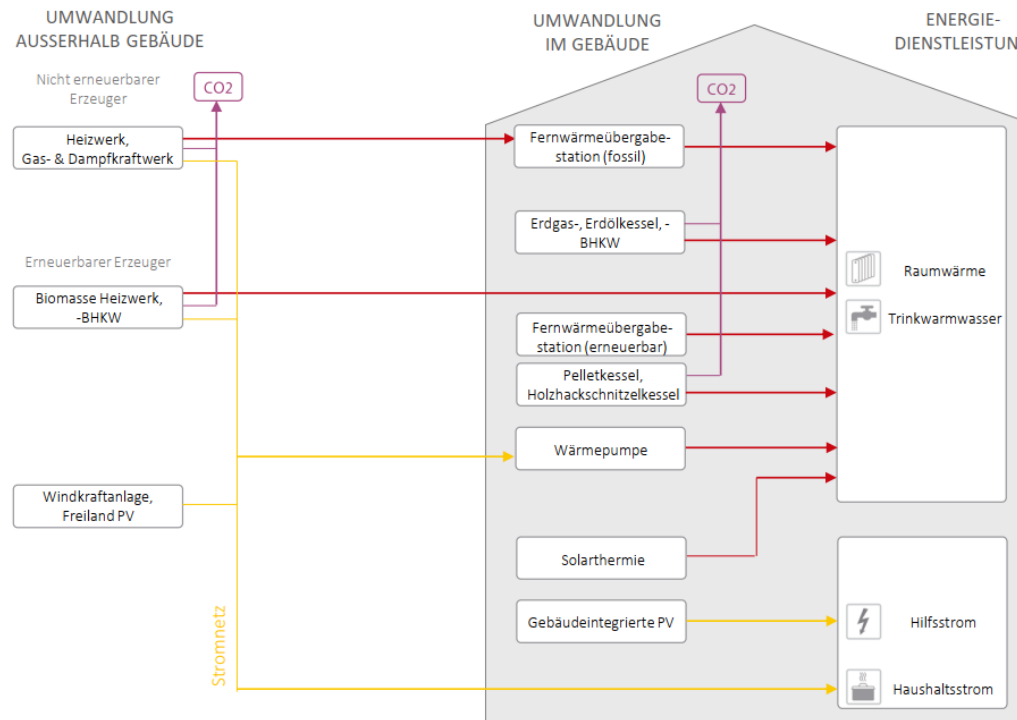 UMWANDLUNG
AUSSERHALB GEBÄUDE
UMWANDLUNG
IM GEBÄUDE
ENERGIE-
DIENSTLEISTUN
Nicht erneuerbarer
Erzeuger
CO2
CO2
Heizwerk,
Gas- & Dampfkraftwerk
Fernwärmeübergabe-
station (fossil)
Erdgas-, Erdölkessel, -
BHKW
Erneuerbarer Erzeuger
Biomasse Heizwerk,
-BHKW
Raumwärme
Trinkwarmwasser
Fernwärmeübergabe-
station (erneuerbar)
Pelletkessel,
Holzhackschnitzelkessel
Wärmepumpe
Windkraftanlage,
Freiland PV
Solarthermie
Stromnetz
Gebäudeintegrierte PV
Hilfsstrom
Haushaltsstrom